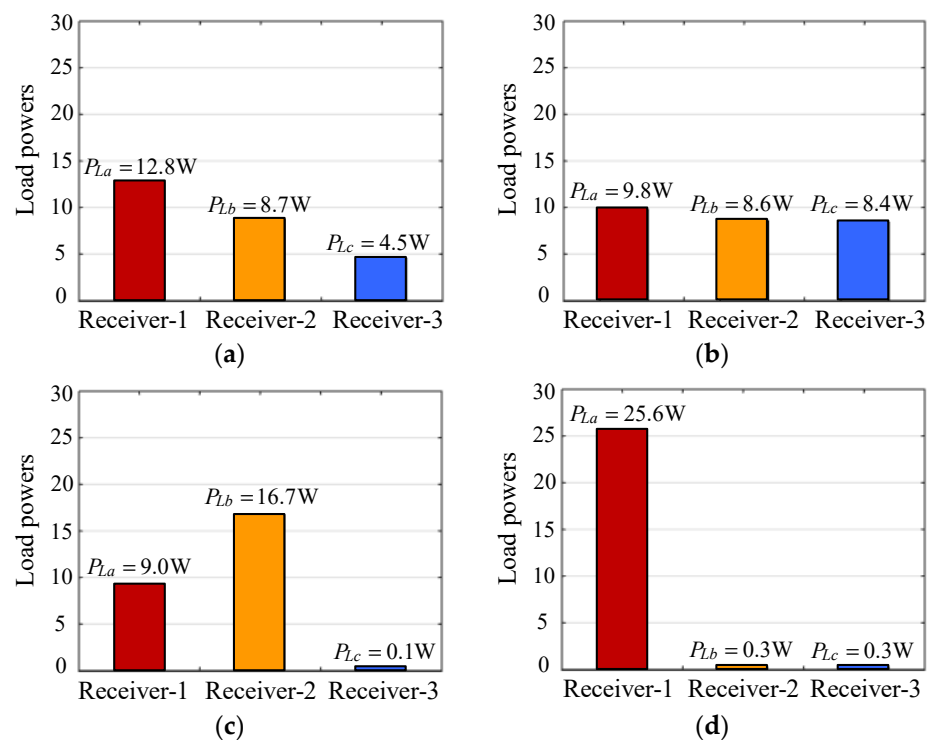 30
25
20
15
10
5
0
Load powers
P_La = 12.8W
P_Lb = 8.7W
P_Lc = 4.5W
Receiver-1 Receiver-2 Receiver-3
(a)
30
25
20
15
10
5
0
Load powers
P_La = 9.8W
P_Lb = 8.6W
P_Lc = 8.4W
Receiver-1 Receiver-2 Receiver-3
(b)
30
25
20
15
10
5
0
Load powers
P_La = 9.0W
P_Lb = 16.7W
P_Lc = 0.1W
Receiver-1 Receiver-2 Receiver-3
(c)
30
25
20
15
10
5
0
Load powers
P_La = 25.6W
P_Lb = 0.3W
P_Lc = 0.3W
Receiver-1 Receiver-2 Receiver-3
(d)